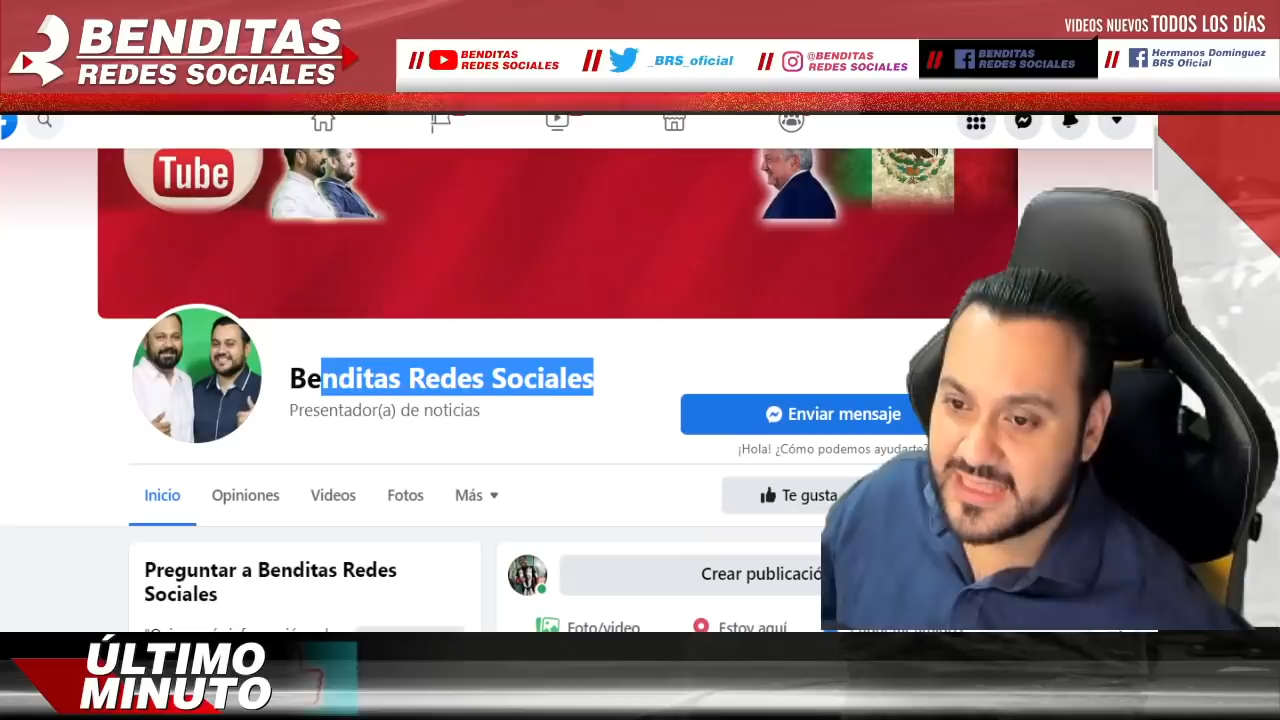 BENDITAS
REDES SOCIALES
VIDEOS NUEVOS TODOS LOS DÍAS
// BENDITAS
REDES SOCIALES
// _BRS_oficial
// @BENDITAS
REDES SOCIALES
// BENDITAS
REDES SOCIALES
// Hermanos Dominguez
BRS Oficial
Tube
Benditas Redes Sociales
Presentador(a) de noticias
Enviar mensaje
¡Hola! ¿Cómo podemos ayudarte?
Inicio
Opiniones
Videos
Fotos
Más
Te gusta
Preguntar a Benditas Redes
Sociales
Crear publicació
Foto/video
Estoy aquí
ÚLTIMO
MINUTO